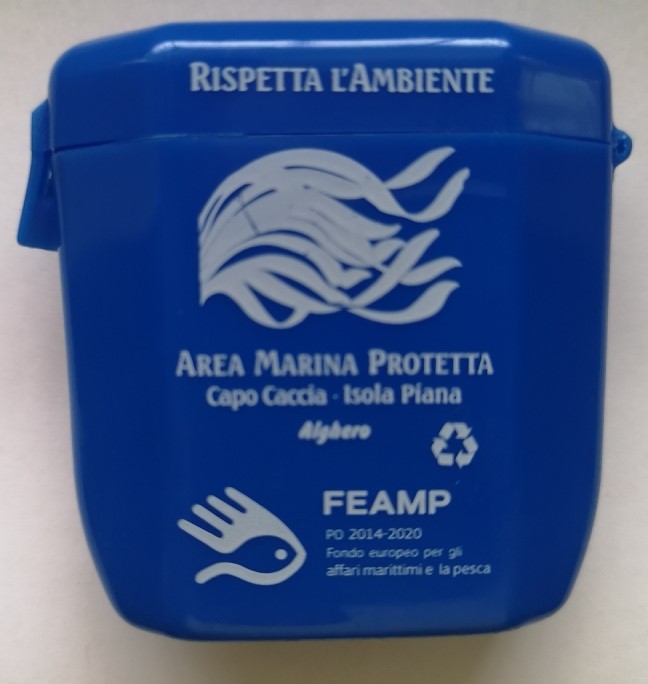 RISPETTA L'AMBIENTE
AREA MARINA PROTETTA
Capo Caccia - Isola Piana
Alghero
FEAMP
PO 2014-2020
Fondo europeo per gli
affari marittimi e la pesca